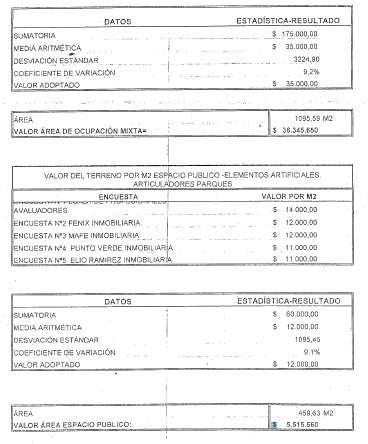 DATOS ESTADÍSTICA-RESULTADO
SUMATORIA $ 175.000,00
MEDIA ARITMÉTICA $ 35.000,00
DESVIACIÓN ESTÁNDAR 3224,90
COEFICIENTE DE VARIACIÓN 9,2%
VALOR ADOPTADO $ 35.000,00
ÁREA 1095,59 M2
VALOR ÁREA DE OCUPACIÓN MIXTA= $ 38.345.650
VALOR DEL TERRENO POR M2 ESPACIO PUBLICO -ELEMENTOS ARTIFICIALES.
ARTICULADORES PARQUES
ENCUESTA VALOR POR M2
AVALUADORES $ 14.000,00
ENCUESTA Nº2 FENIX INMOBILIARIA $ 12.000,00
ENCUESTA Nº3 MAFE INMOBILIARIA $ 12.000,00
ENCUESTA Nº4 PUNTO VERDE INMOBILIARIA $ 11.000,00
ENCUESTA Nº5 ELIO RAMIREZ INMOBILIARIA $ 11.000,00
DATOS ESTADÍSTICA-RESULTADO
SUMATORIA $ 60.000,00
MEDIA ARITMÉTICA $ 12.000,00
DESVIACIÓN ESTÁNDAR 1095,45
COEFICIENTE DE VARIACIÓN 9,1%
VALOR ADOPTADO $ 12.000,00
ÁREA 459,63 M2
VALOR ÁREA ESPACIO PUBLICO: $ 5.515.560